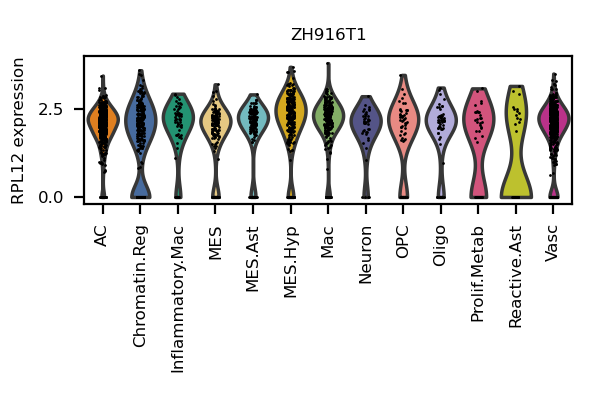 ZH916T1
RPL12 expression
2.5
0.0
AC
Chromatin.Reg
Inflammatory.Mac
MES
MES.Ast
MES.Hyp
Mac
Neuron
OPC
Oligo
Prolif.Metab
Reactive.Ast
Vasc